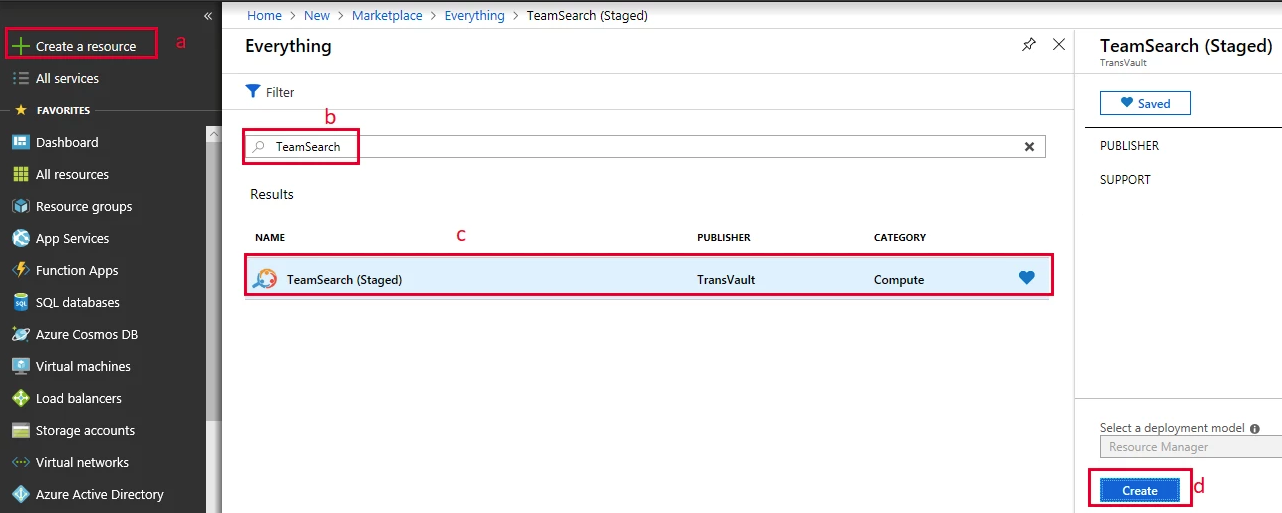 «
Create a resource
a
All services
FAVORITES
Dashboard
All resources
Resource groups
App Services
Function Apps
SQL databases
Azure Cosmos DB
Virtual machines
Load balancers
Storage accounts
Virtual networks
Azure Active Directory
Home > New > Marketplace > Everything > TeamSearch (Staged)
Everything
Filter
b
TeamSearch
Results
c
NAME PUBLISHER CATEGORY
TeamSearch (Staged) TransVault Compute
TeamSearch (Staged)
TransVault
Saved
PUBLISHER
SUPPORT
Select a deployment model
Resource Manager
Create
d